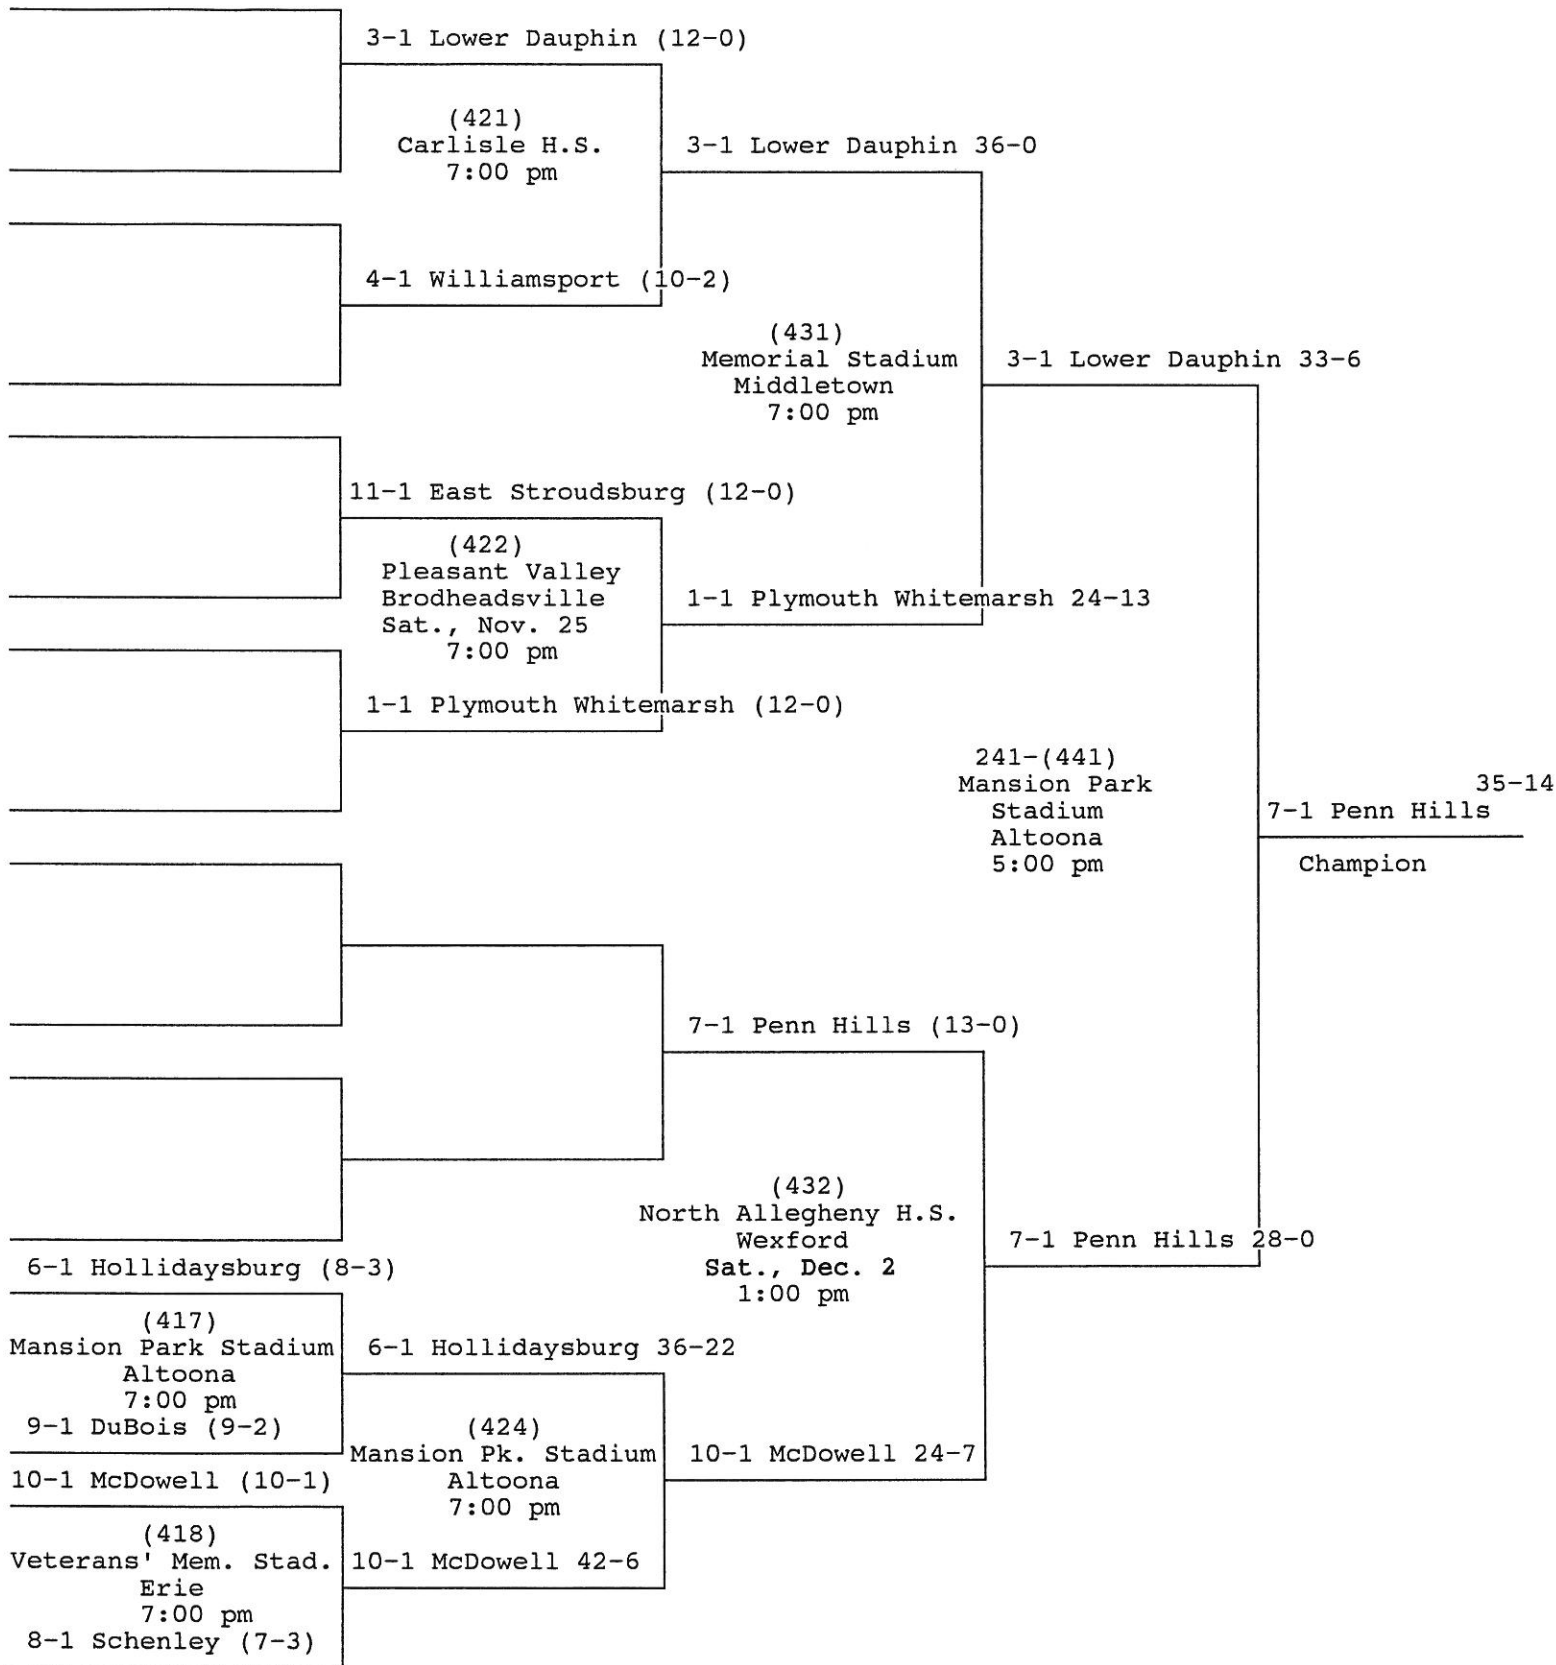 3-1 Lower Dauphin (12-0)
(421)
Carlisle H.S.
7:00 pm
3-1 Lower Dauphin 36-0
4-1 Williamsport (10-2)
(431)
Memorial Stadium
Middletown
7:00 pm
3-1 Lower Dauphin 33-6
11-1 East Stroudsburg (12-0)
(422)
Pleasant Valley
Brodheadsville
Sat., Nov. 25
7:00 pm
1-1 Plymouth Whitemarsh 24-13
1-1 Plymouth Whitemarsh (12-0)
241-(441)
Mansion Park
Stadium
Altoona
5:00 pm
35-14
7-1 Penn Hills
Champion
7-1 Penn Hills (13-0)
(432)
North Allegheny H.S.
Wexford
Sat., Dec. 2
1:00 pm
7-1 Penn Hills 28-0
6-1 Hollidaysburg (8-3)
(417)
Mansion Park Stadium
Altoona
7:00 pm
9-1 DuBois (9-2)
6-1 Hollidaysburg 36-22
(424)
Mansion Pk. Stadium
Altoona
7:00 pm
10-1 McDowell 24-7
10-1 McDowell (10-1)
(418)
Veterans' Mem. Stad.
Erie
7:00 pm
8-1 Schenley (7-3)
10-1 McDowell 42-6